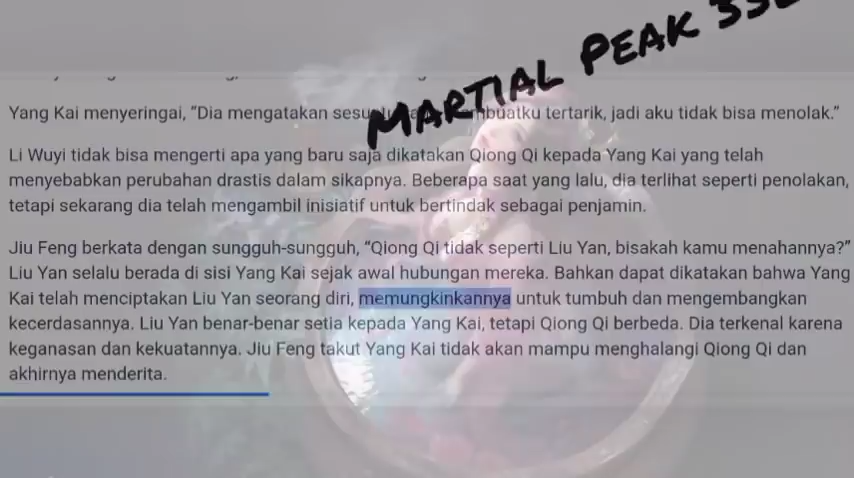 MARTIAL PEAK
Yang Kai menyeringai, “Dia mengatakan tertarik, jadi aku tidak bisa menolak.”
Li Wuyi tidak bisa mengerti apa yang baru saja dikatakan Qiong Qi kepada Yang Kai yang telah
menyebabkan perubahan drastis dalam sikapnya. Beberapa saat yang lalu, dia terlihat seperti penolakan,
tetapi sekarang dia telah mengambil inisiatif untuk bertindak sebagai penjamin.
Jiu Feng berkata dengan sungguh-sungguh, “Qiong Qi tidak seperti Liu Yan, bisakah kamu menahannya?”
Liu Yan selalu berada di sisi Yang Kai sejak awal hubungan mereka. Bahkan dapat dikatakan bahwa Yang
Kai telah menciptakan Liu Yan seorang diri, memungkinkannya untuk tumbuh dan mengembangkan
kecerdasannya. Liu Yan benar-benar setia kepada Yang Kai, tetapi Qiong Qi berbeda. Dia terkenal karena
keganasan dan kekuatannya. Jiu Feng takut Yang Kai tidak akan mampu menghalangi Qiong Qi dan
akhirnya menderita.